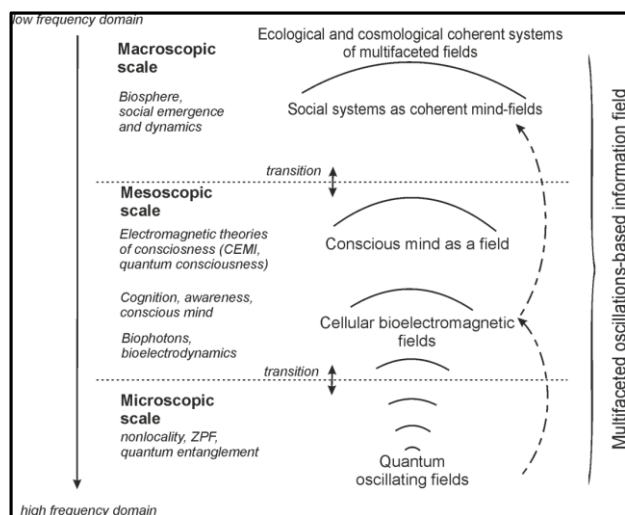 low frequency domain
Macroscopic
scale
Biosphere,
social emergence
and dynamics
Ecological and cosmological coherent systems
of multifaceted fields
Social systems as coherent mind-fields
transition
Mesoscopic
scale
Electromagnetic theories
of consciosness (CEMI,
quantum consciousness)
Conscious mind as a field
Cognition, awareness,
conscious mind
Cellular bioelectromagnetic
fields
Biophotons,
bioelectrodynamics
transition
Microscopic
scale
nonlocality, ZPF,
quantum entanglement
Quantum
oscillating fields
high frequency domain
Multifaceted oscillations-based information field